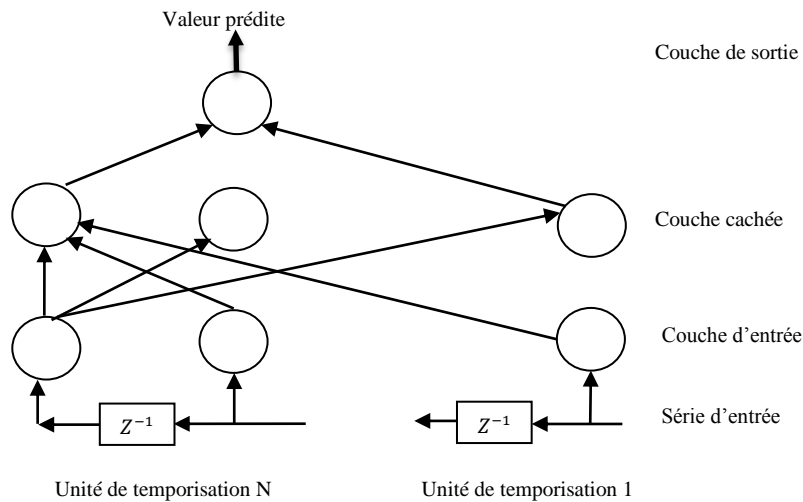 Valeur prédite
Couche de sortie
Couche cachée
Couche d'entrée
Z⁻¹
Z⁻¹
Série d'entrée
Unité de temporisation N
Unité de temporisation 1